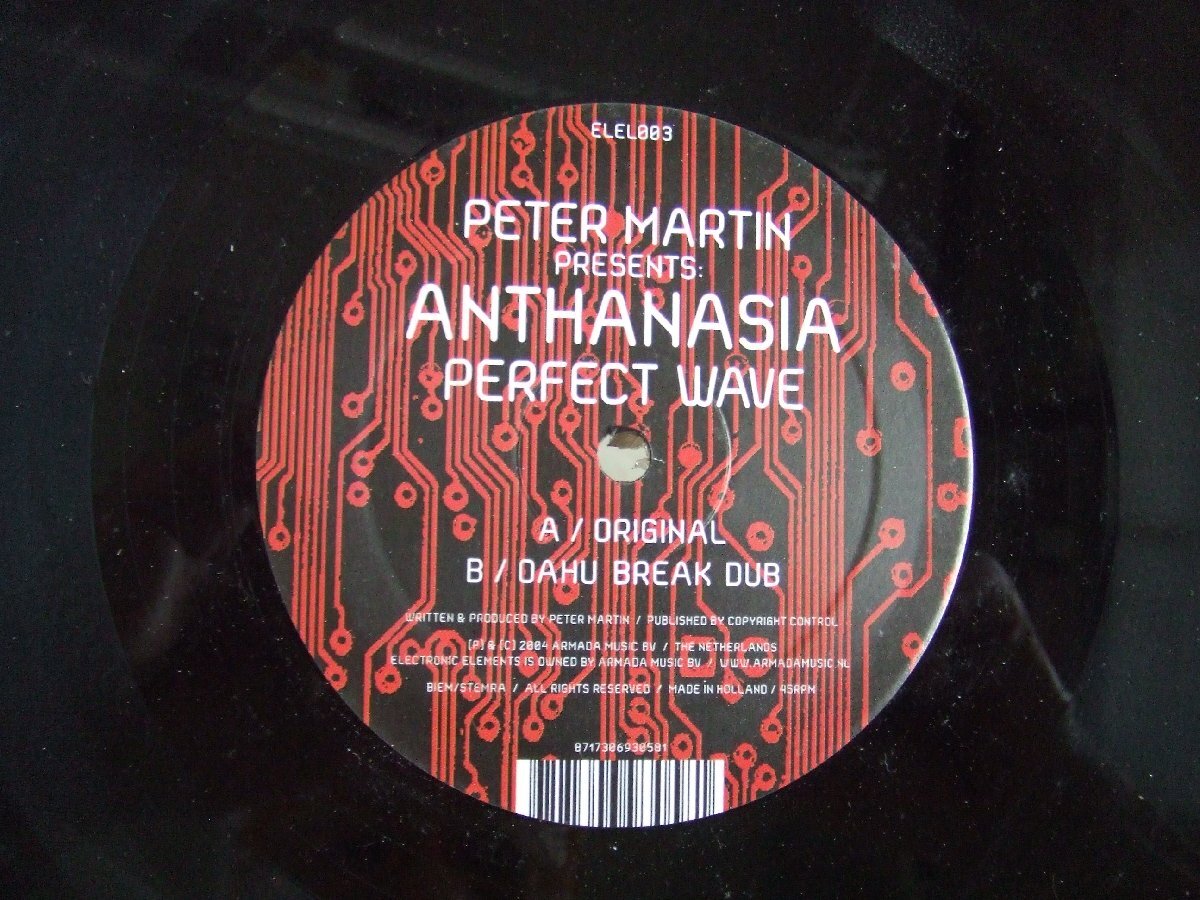 ELEL003
PETER MARTIN
PRESENTS:
ANTHANASIA
PERFECT WAVE
A / ORIGINAL
B / OAHU BREAK DUB
WRITTEN & PRODUCED BY PETER MARTIN / PUBLISHED BY COPYRIGHT CONTROL
[P] & [C] 2004 ARMADA MUSIC BV / THE NETHERLANDS
ELECTRONIC ELEMENTS IS OWNED BY ARMADA MUSIC BV / WWW.ARMADAMUSIC.NL
BIEM/STEMRA / ALL RIGHTS RESERVED / MADE IN HOLLAND / 45RPM
8717306930581